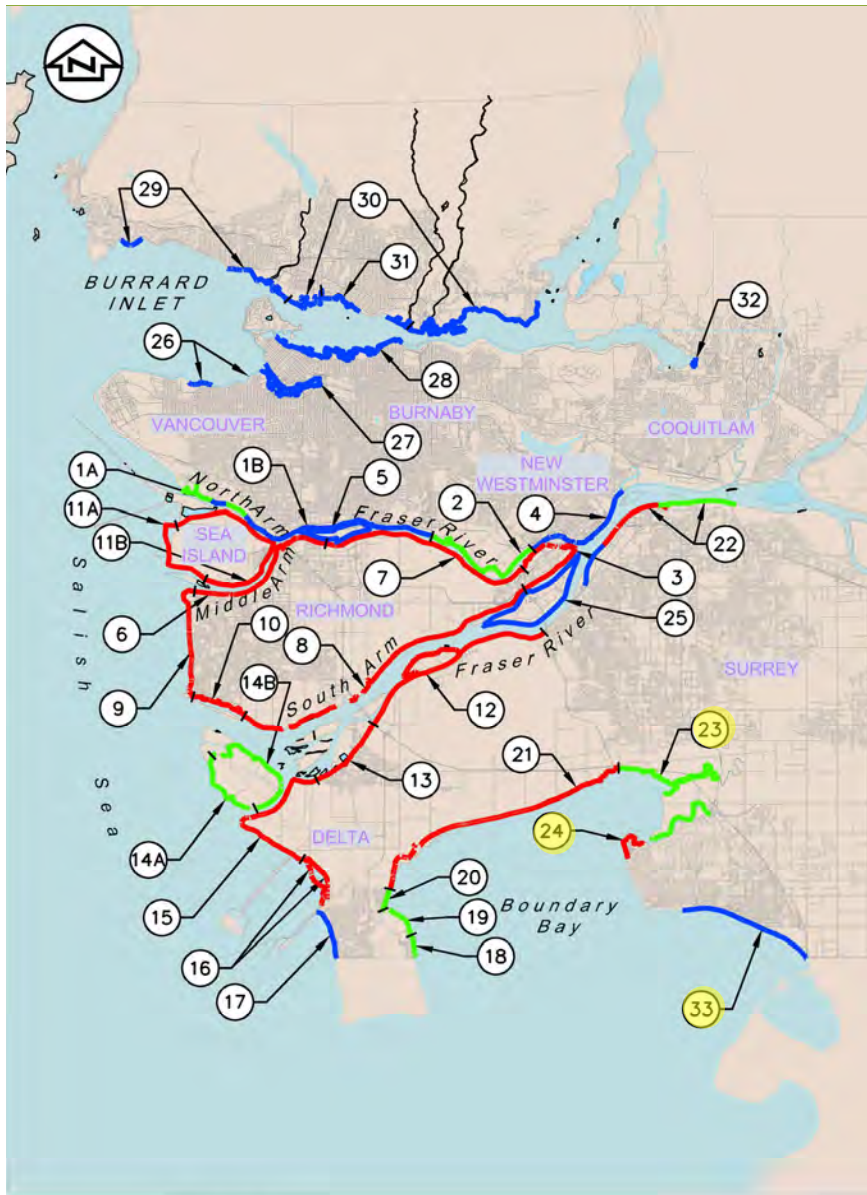 N
29
30
31
BURRARD
INLET
32
26
28
VANCOUVER
BURNABY
COQUITLAM
27
1A
1B
5
NEW
WESTMINSTER
2
4
North Arm
Fraser River
11A
SEA
ISLAND
11B
Middle Arm
7
3
22
6
RICHMOND
25
Salish
Sea
10
8
South Arm
Fraser River
SURREY
9
14B
12
23
21
13
14A
DELTA
24
15
20
Boundary
Bay
19
16
18
17
33